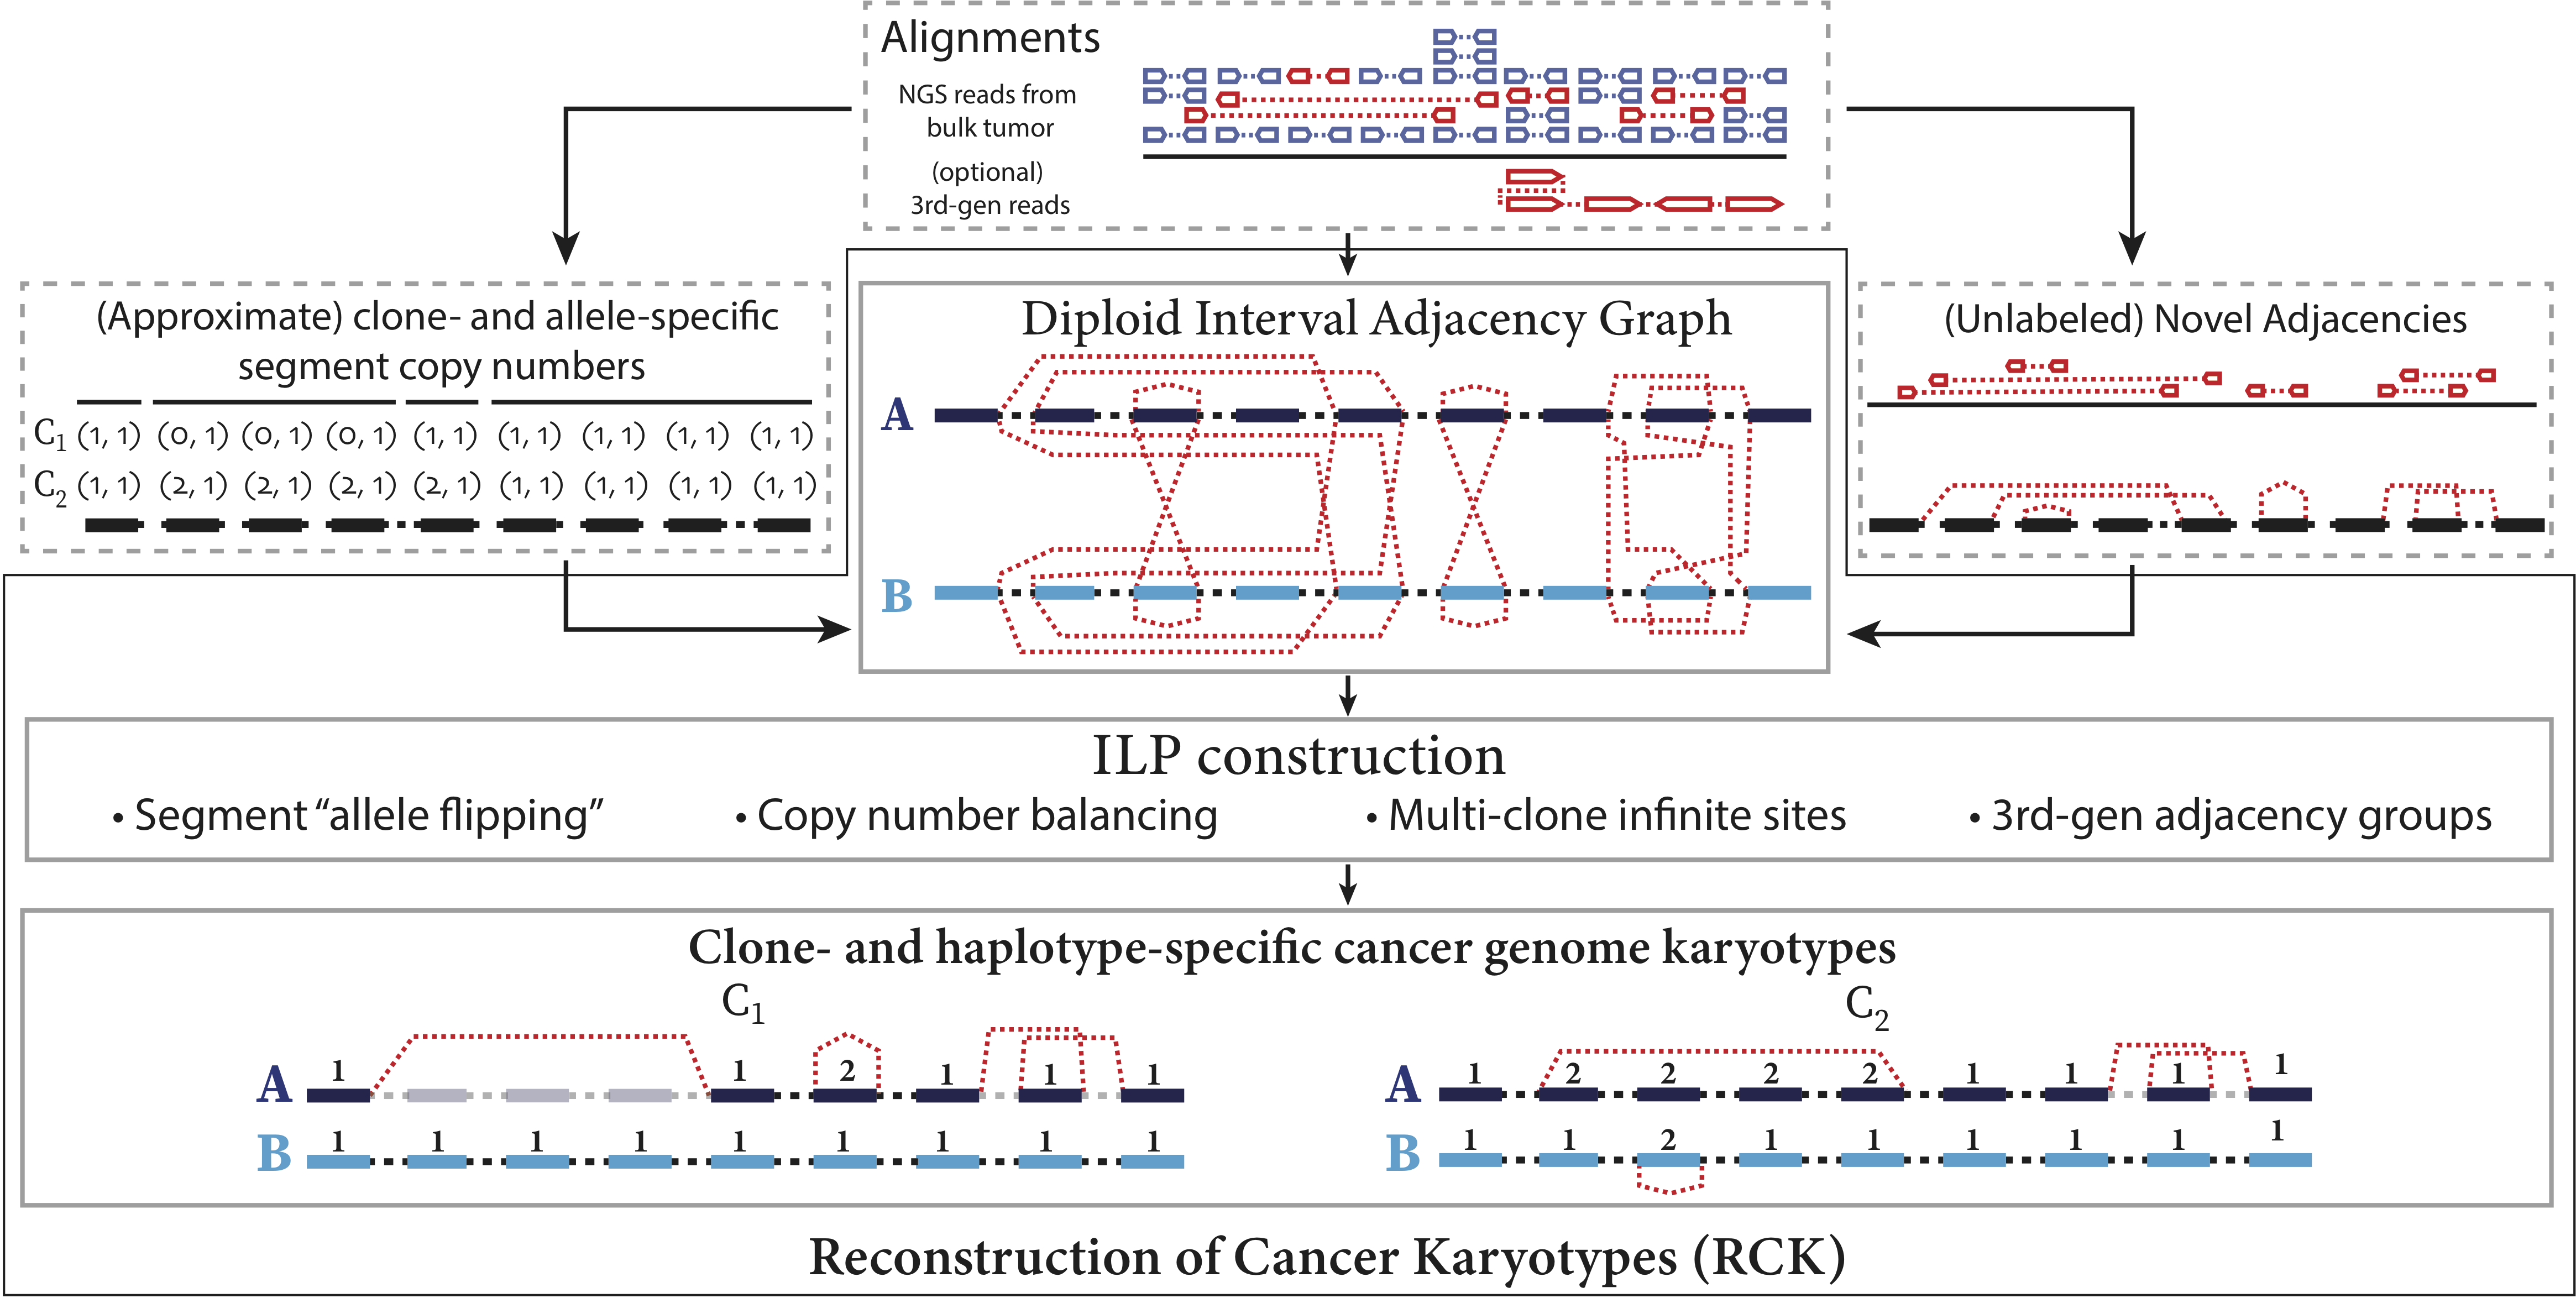 Alignments
NGS reads from
bulk tumor
(optional)
3rd-gen reads
(Approximate) clone- and allele-specific
segment copy numbers
C1 (1, 1) (0, 1) (0, 1) (0, 1) (1, 1) (1, 1) (1, 1) (1, 1) (1, 1)
C2 (1, 1) (2, 1) (2, 1) (2, 1) (2, 1) (1, 1) (1, 1) (1, 1) (1, 1)
Diploid Interval Adjacency Graph
A
B
(Unlabeled) Novel Adjacencies
ILP construction
• Segment “allele flipping” • Copy number balancing • Multi-clone infinite sites • 3rd-gen adjacency groups
Clone- and haplotype-specific cancer genome karyotypes
C1
A 1 1 2 1 1 1
B 1 1 1 1 1 1 1 1 1
C2
A 1 2 2 2 2 1 1 1 1
B 1 1 2 1 1 1 1 1 1
Reconstruction of Cancer Karyotypes (RCK)